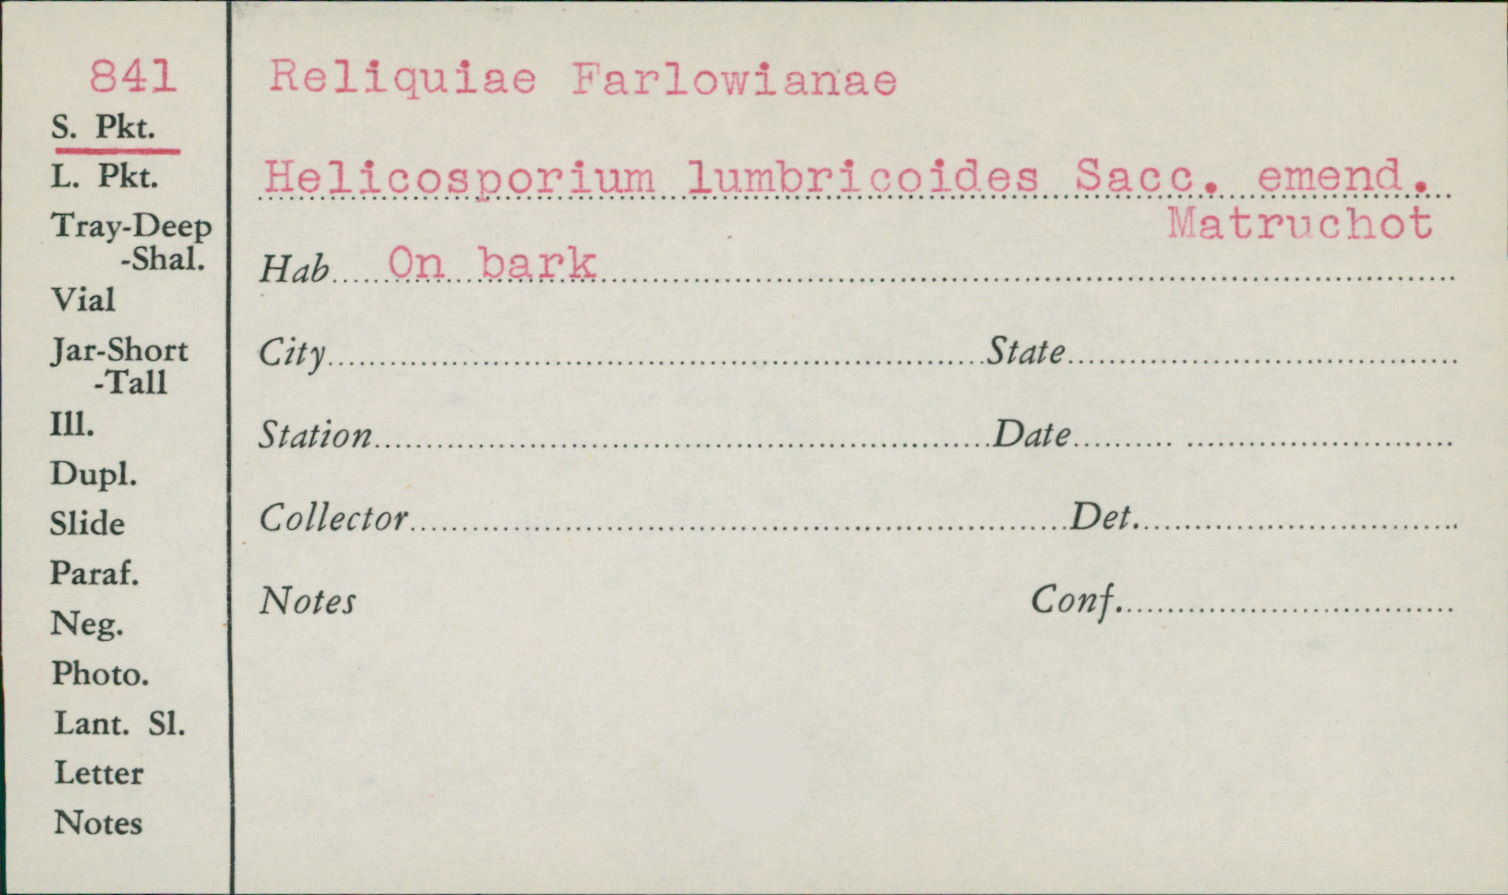 841
S. Pkt.
L. Pkt.
Tray-Deep
-Shal.
Vial
Jar-Short
-Tall
Ill.
Dupl.
Slide
Paraf.
Neg.
Photo.
Lant. Sl.
Letter
Notes
Reliquiae Farlowianae
Helicosporium lumbricoides Sacc. emend.
Matruchot
Hab.... On bark
City State
Station Date
Collector Det.
Notes Conf.